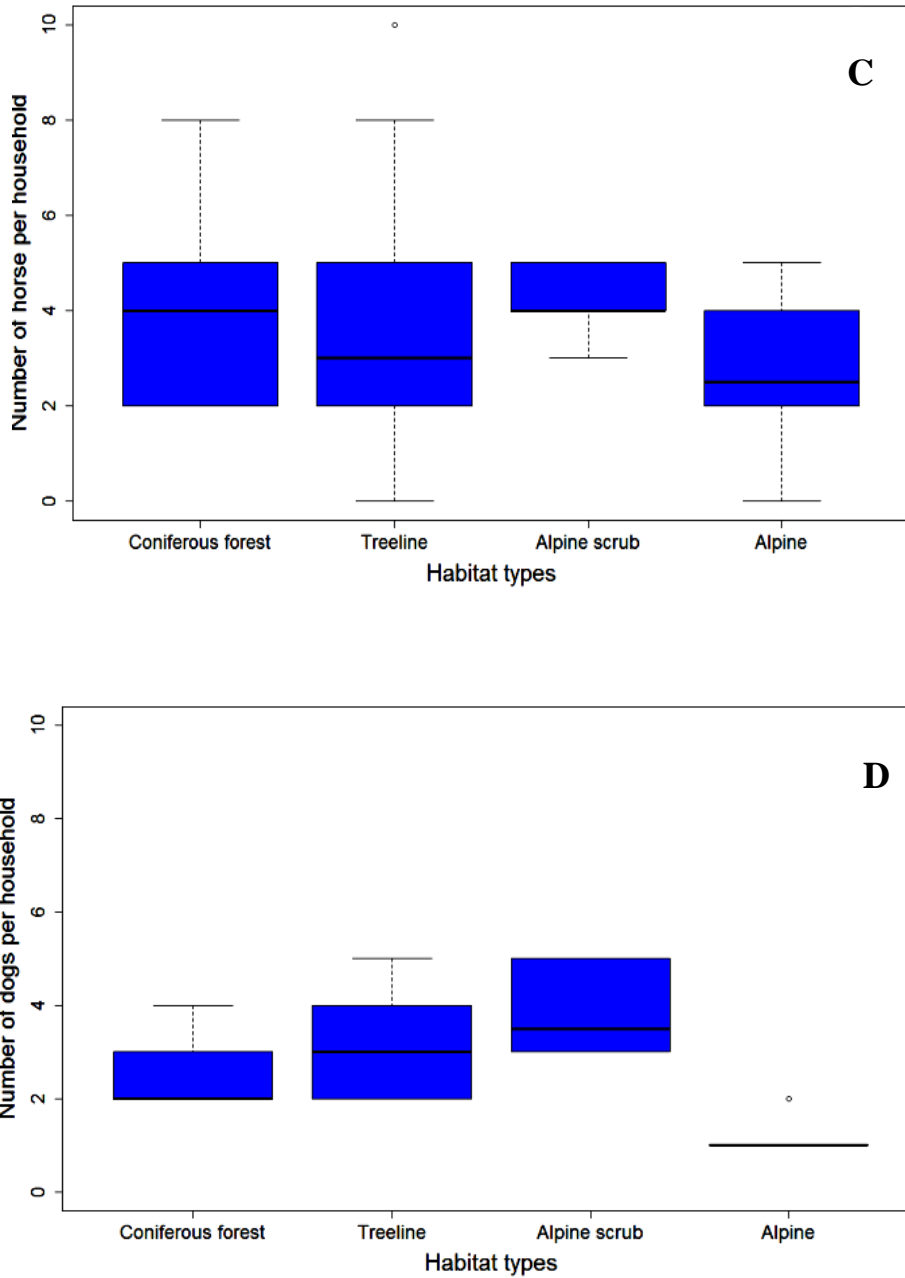 C
Number of horse per household
10
8
6
4
2
0
Coniferous forest Treeline Alpine scrub Alpine
Habitat types
D
Number of dogs per household
10
8
6
4
2
0
Coniferous forest Treeline Alpine scrub Alpine
Habitat types